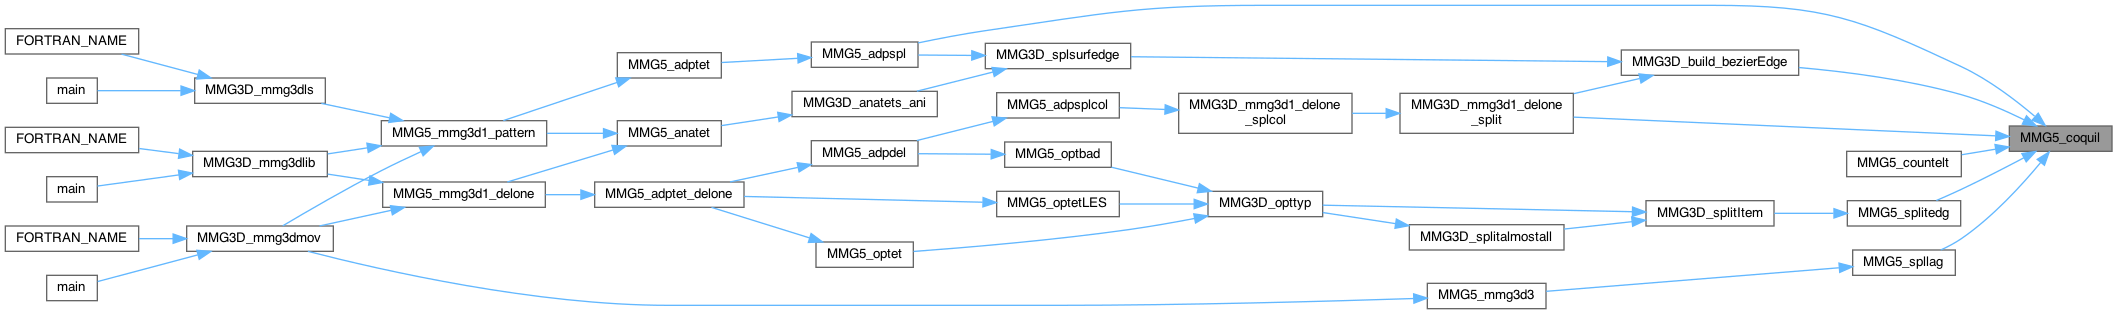 FORTRAN_NAME
main
FORTRAN_NAME
main
FORTRAN_NAME
main
MMG3D_mmg3dls
MMG3D_mmg3dlib
MMG3D_mmg3dmov
MMG5_mmg3d1_pattern
MMG5_mmg3d1_delone
MMG5_adptet
MMG5_anatet
MMG5_adptet_delone
MMG5_adpspl
MMG3D_anatets_ani
MMG5_adpdel
MMG5_optet
MMG3D_splsurfedge
MMG5_adpsplcol
MMG5_optbad
MMG5_optetLES
MMG3D_mmg3d1_delone
_splcol
MMG3D_opttyp
MMG3D_mmg3d1_delone
_split
MMG3D_splitalmostall
MMG5_mmg3d3
MMG3D_build_bezierEdge
MMG3D_splitItem
MMG5_countelt
MMG5_splitedg
MMG5_spllag
MMG5_coquil